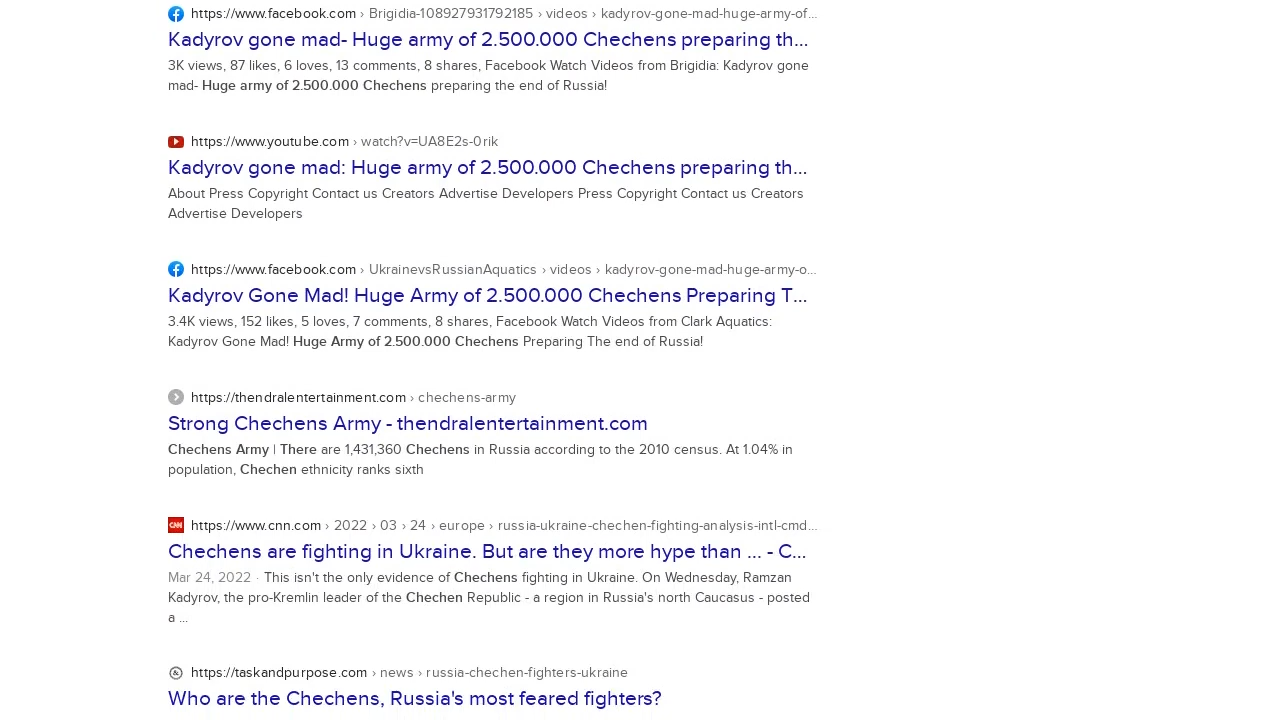 https://www.facebook.com › Brigidia-108927931792185 › videos › kadyrov-gone-mad-huge-army-of...
Kadyrov gone mad- Huge army of 2.500.000 Chechens preparing th...
3K views, 87 likes, 6 loves, 13 comments, 8 shares, Facebook Watch Videos from Brigidia: Kadyrov gone
mad- Huge army of 2.500.000 Chechens preparing the end of Russia!
https://www.youtube.com › watch?v=UA8E2s-0rik
Kadyrov gone mad: Huge army of 2.500.000 Chechens preparing th...
About Press Copyright Contact us Creators Advertise Developers Press Copyright Contact us Creators
Advertise Developers
https://www.facebook.com › UkrainevsRussianAquatics › videos › kadyrov-gone-mad-huge-army-o...
Kadyrov Gone Mad! Huge Army of 2.500.000 Chechens Preparing T...
3.4K views, 152 likes, 5 loves, 7 comments, 8 shares, Facebook Watch Videos from Clark Aquatics:
Kadyrov Gone Mad! Huge Army of 2.500.000 Chechens Preparing The end of Russia!
https://thendralentertainment.com › chechens-army
Strong Chechens Army - thendralentertainment.com
Chechens Army | There are 1,431,360 Chechens in Russia according to the 2010 census. At 1.04% in
population, Chechen ethnicity ranks sixth
CNN https://www.cnn.com › 2022 › 03 › 24 › europe › russia-ukraine-chechen-fighting-analysis-intl-cmd...
Chechens are fighting in Ukraine. But are they more hype than ... - C...
Mar 24, 2022 · This isn't the only evidence of Chechens fighting in Ukraine. On Wednesday, Ramzan
Kadyrov, the pro-Kremlin leader of the Chechen Republic - a region in Russia's north Caucasus - posted
a ...
https://taskandpurpose.com › news › russia-chechen-fighters-ukraine
Who are the Chechens, Russia's most feared fighters?